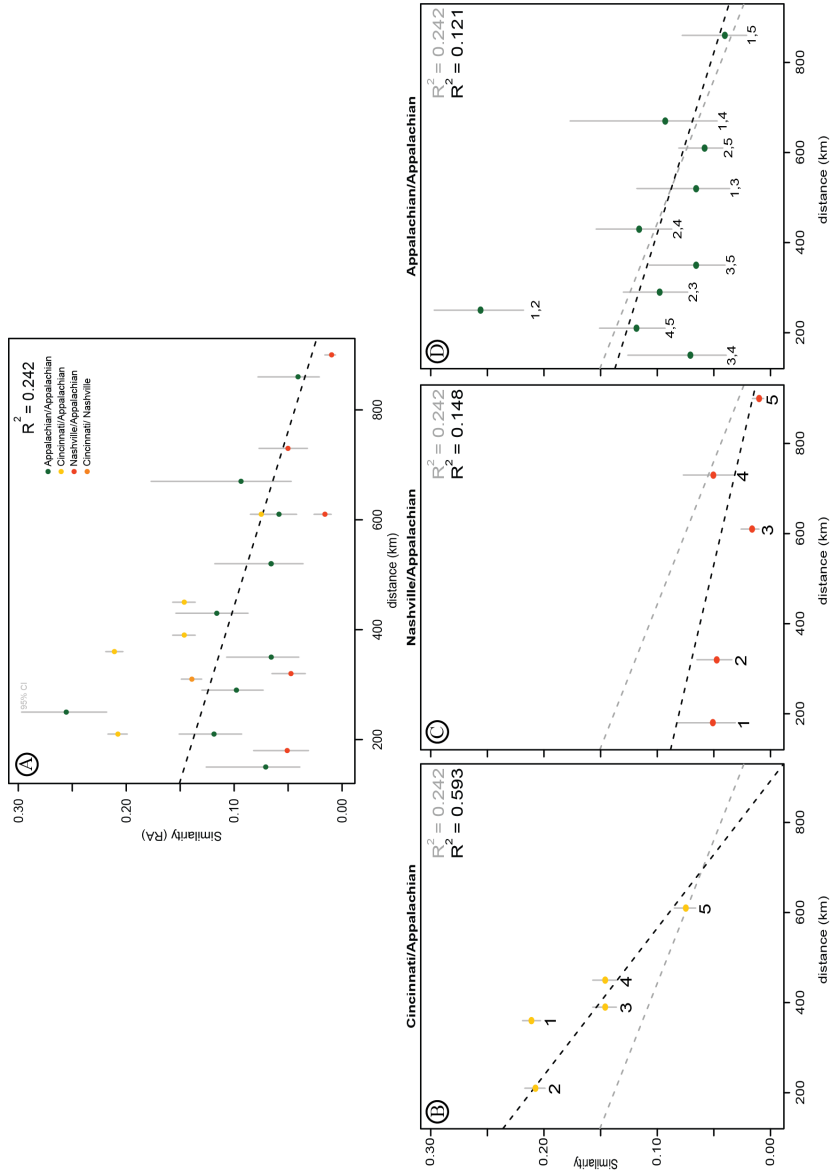 A
R² = 0.242
Appalachian/Appalachian
Cincinnati/Appalachian
Nashville/Appalachian
Cincinnati/ Nashville
95% CI
Similarity (RA)
0.30
0.20
0.10
0.00
200
400
600
800
distance (km)
Cincinnati/Appalachian
B
R² = 0.242
R² = 0.593
2
1
3
4
5
Similarity
0.30
0.20
0.10
0.00
200
400
600
800
distance (km)
Nashville/Appalachian
C
R² = 0.242
R² = 0.148
1
2
3
4
5
200
400
600
800
distance (km)
Appalachian/Appalachian
D
R² = 0.242
R² = 0.121
3,4
4,5
1,2
2,3
3,5
2,4
1,3
2,5
1,4
1,5
200
400
600
800
distance (km)